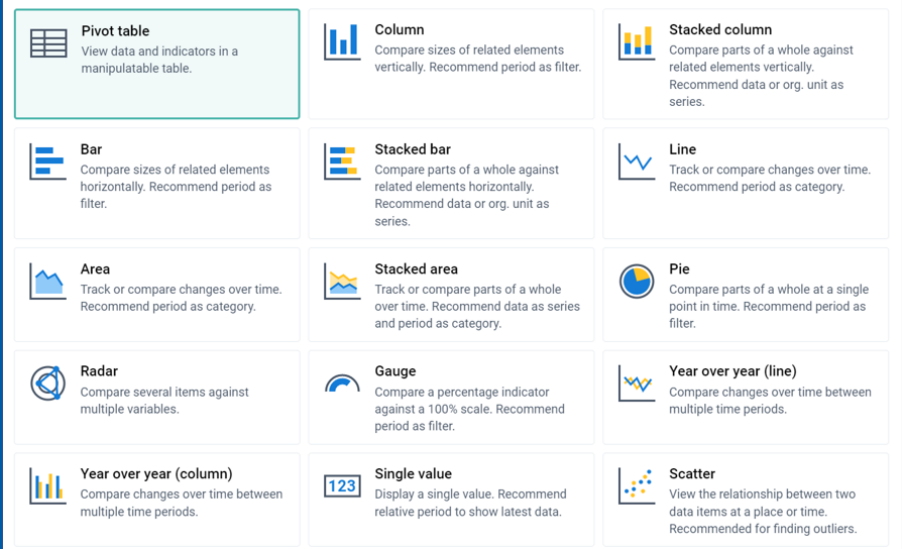 Pivot table
View data and indicators in a
manipulatable table.
Column
Compare sizes of related elements
vertically. Recommend period as filter.
Stacked column
Compare parts of a whole against
related elements vertically.
Recommend data or org. unit as
series.
Bar
Compare sizes of related elements
horizontally. Recommend period as
filter.
Stacked bar
Compare parts of a whole against
related elements horizontally.
Recommend data or org. unit as
series.
Line
Track or compare changes over time.
Recommend period as category.
Area
Track or compare changes over time.
Recommend period as category.
Stacked area
Track or compare parts of a whole
over time. Recommend data as series
and period as category.
Pie
Compare parts of a whole at a single
point in time. Recommend period as
filter.
Radar
Compare several items against
multiple variables.
Gauge
Compare a percentage indicator
against a 100% scale. Recommend
period as filter.
Year over year (line)
Compare changes over time between
multiple time periods.
Year over year (column)
Compare changes over time between
multiple time periods.
123
Single value
Display a single value. Recommend
relative period to show latest data.
Scatter
View the relationship between two
data items at a place or time.
Recommended for finding outliers.